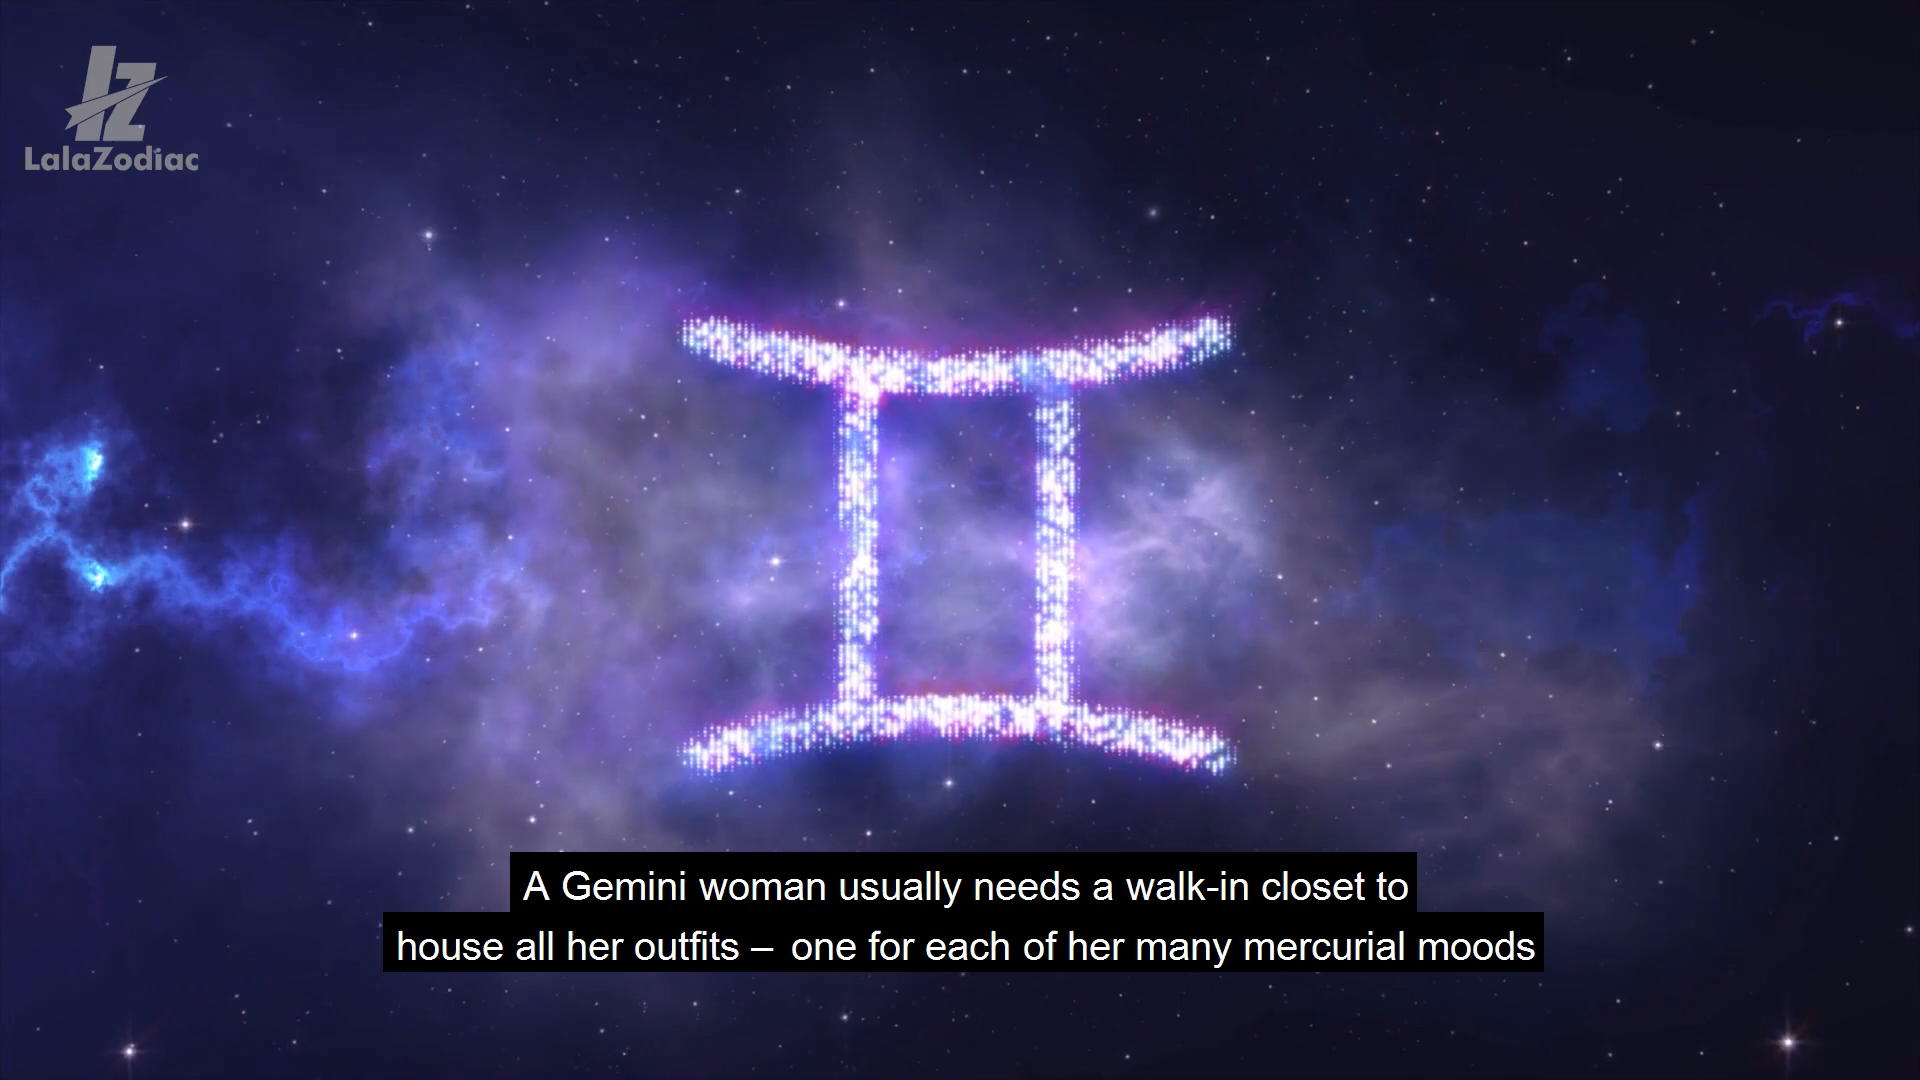 LZ
LalaZodiac
A Gemini woman usually needs a walk-in closet to
house all her outfits – one for each of her many mercurial moods